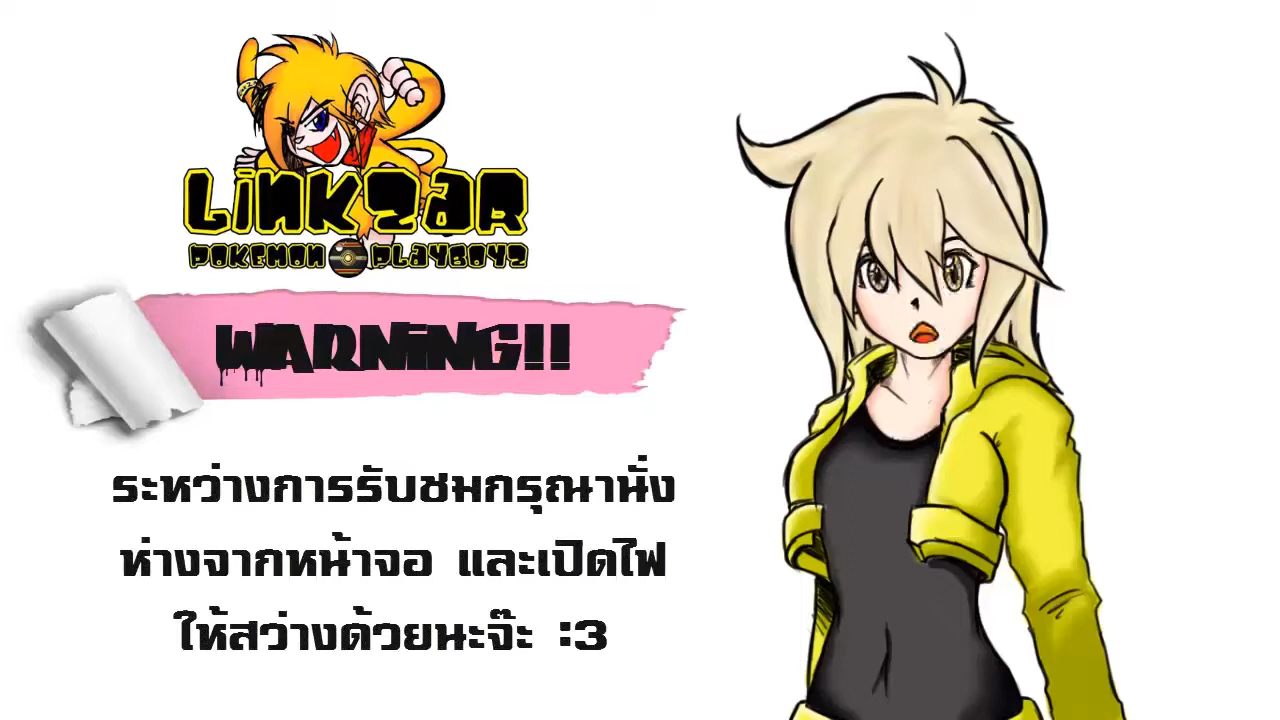 LiNKZaR
POKEMON PLAYBOYZ
WARNiNG!!
ระหว่างการรับชมกรุณานั่ง
ห่างจากหน้าจอ และเปิดไฟ
ให้สว่างด้วยนะจ๊ะ :3